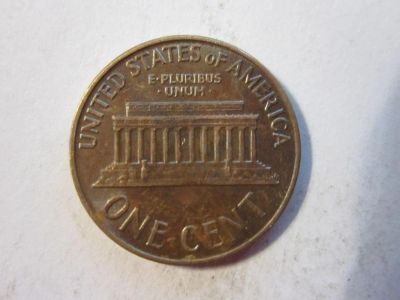 UNITED STATES oF AMERICA
E·PLURIBUS
·UNUM·
ONE CENT